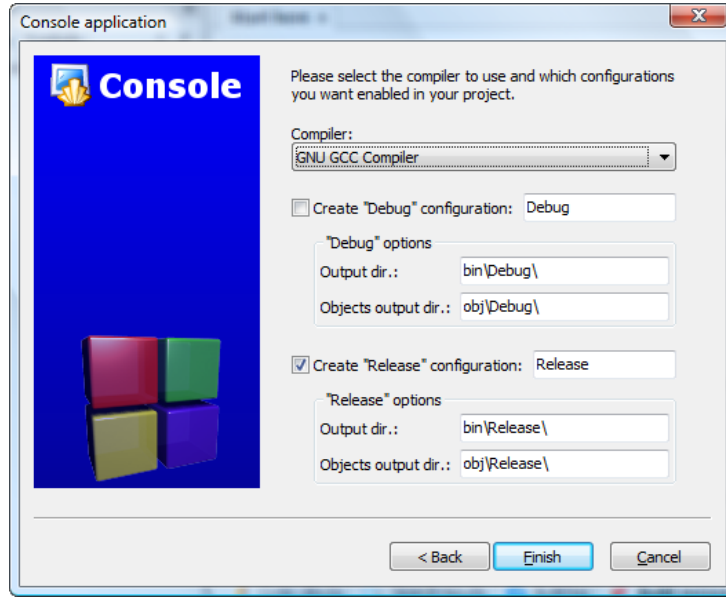 Console application
Console
Please select the compiler to use and which configurations
you want enabled in your project.
Compiler:
GNU GCC Compiler
Create "Debug" configuration: Debug
"Debug" options
Output dir.: bin\Debug\
Objects output dir.: obj\Debug\
Create "Release" configuration: Release
"Release" options
Output dir.: bin\Release\
Objects output dir.: obj\Release\
< Back Finish Cancel